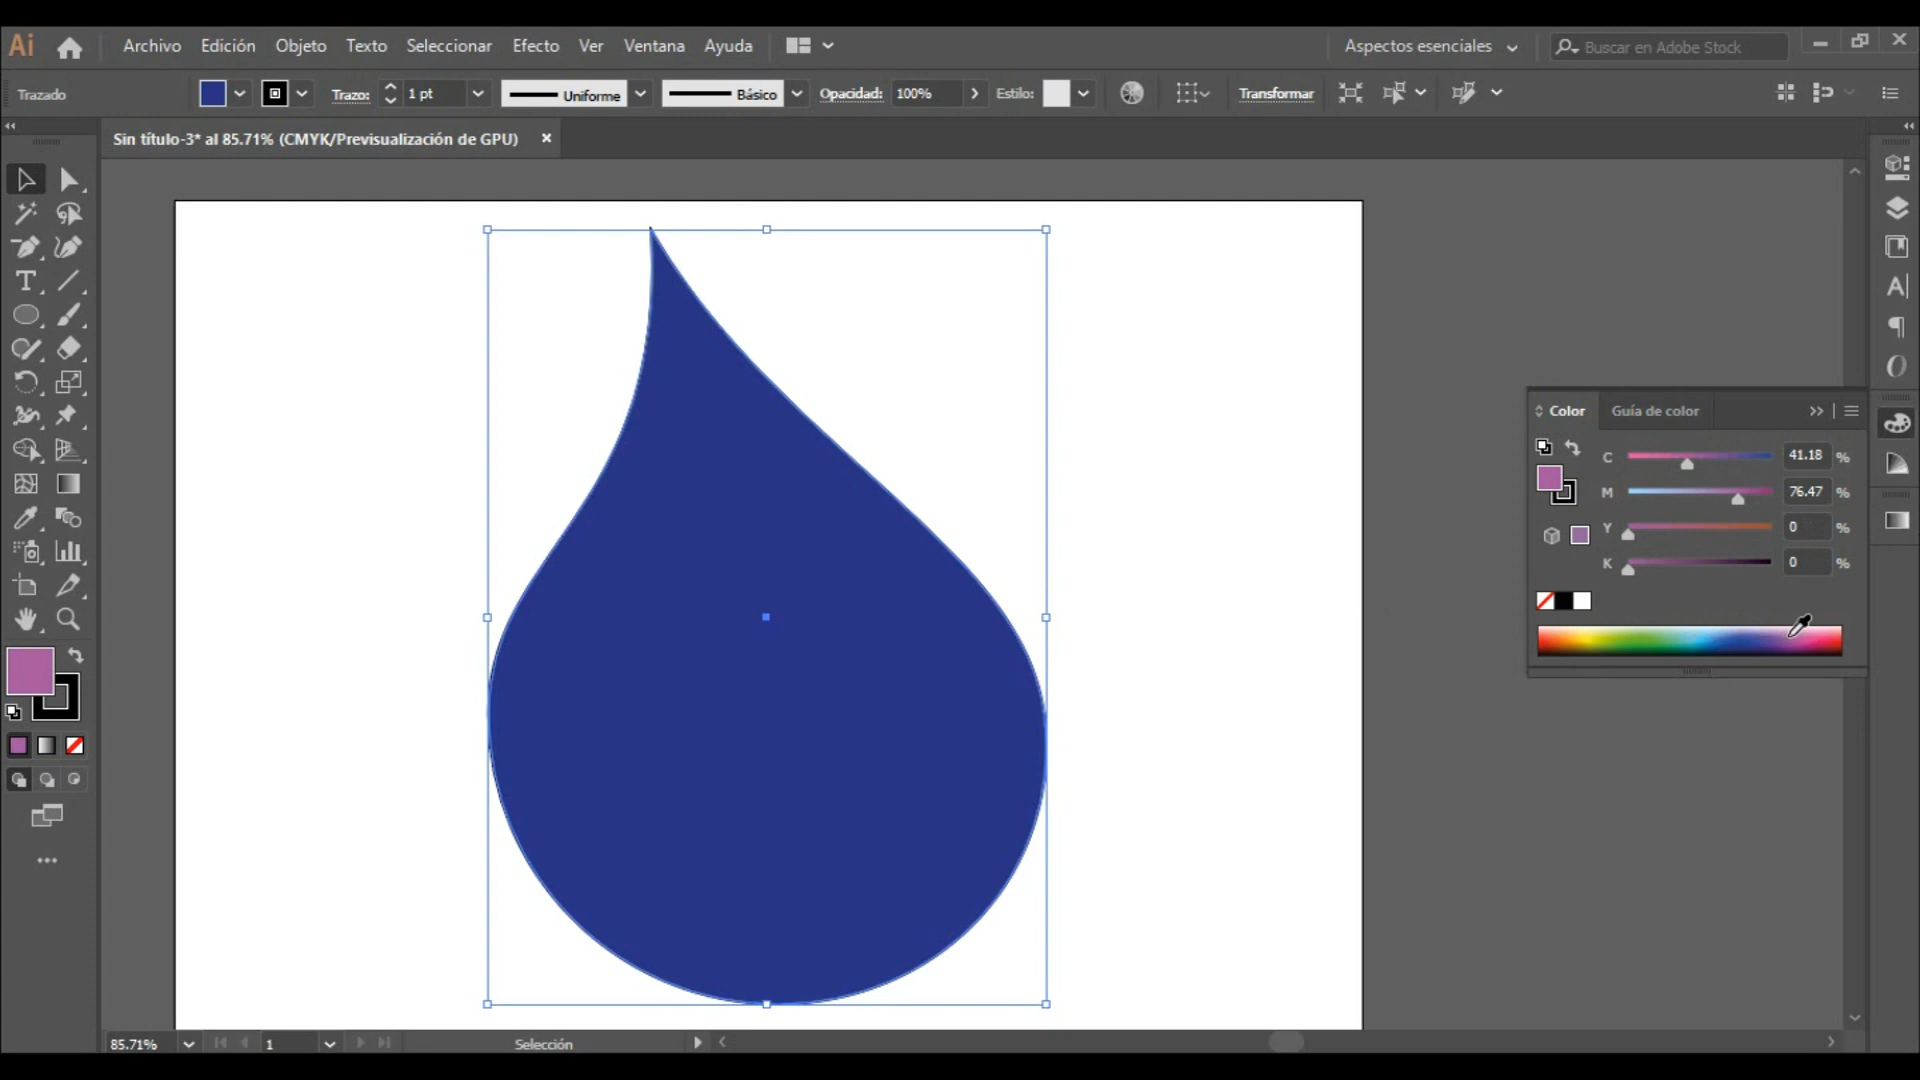 Ai Archivo Edición Objeto Texto Seleccionar Efecto Ver Ventana Ayuda Aspectos esenciales Buscar en Adobe Stock
Trazado Trazo: 1 pt Uniforme Básico Opacidad: 100% Estilo: Transformar
Sin título-3* al 85.71% (CMYK/Previsualización de GPU)
Color Guía de color
C 41.18 %
M 76.47 %
Y 0 %
K 0 %
85.71% 1 Selección